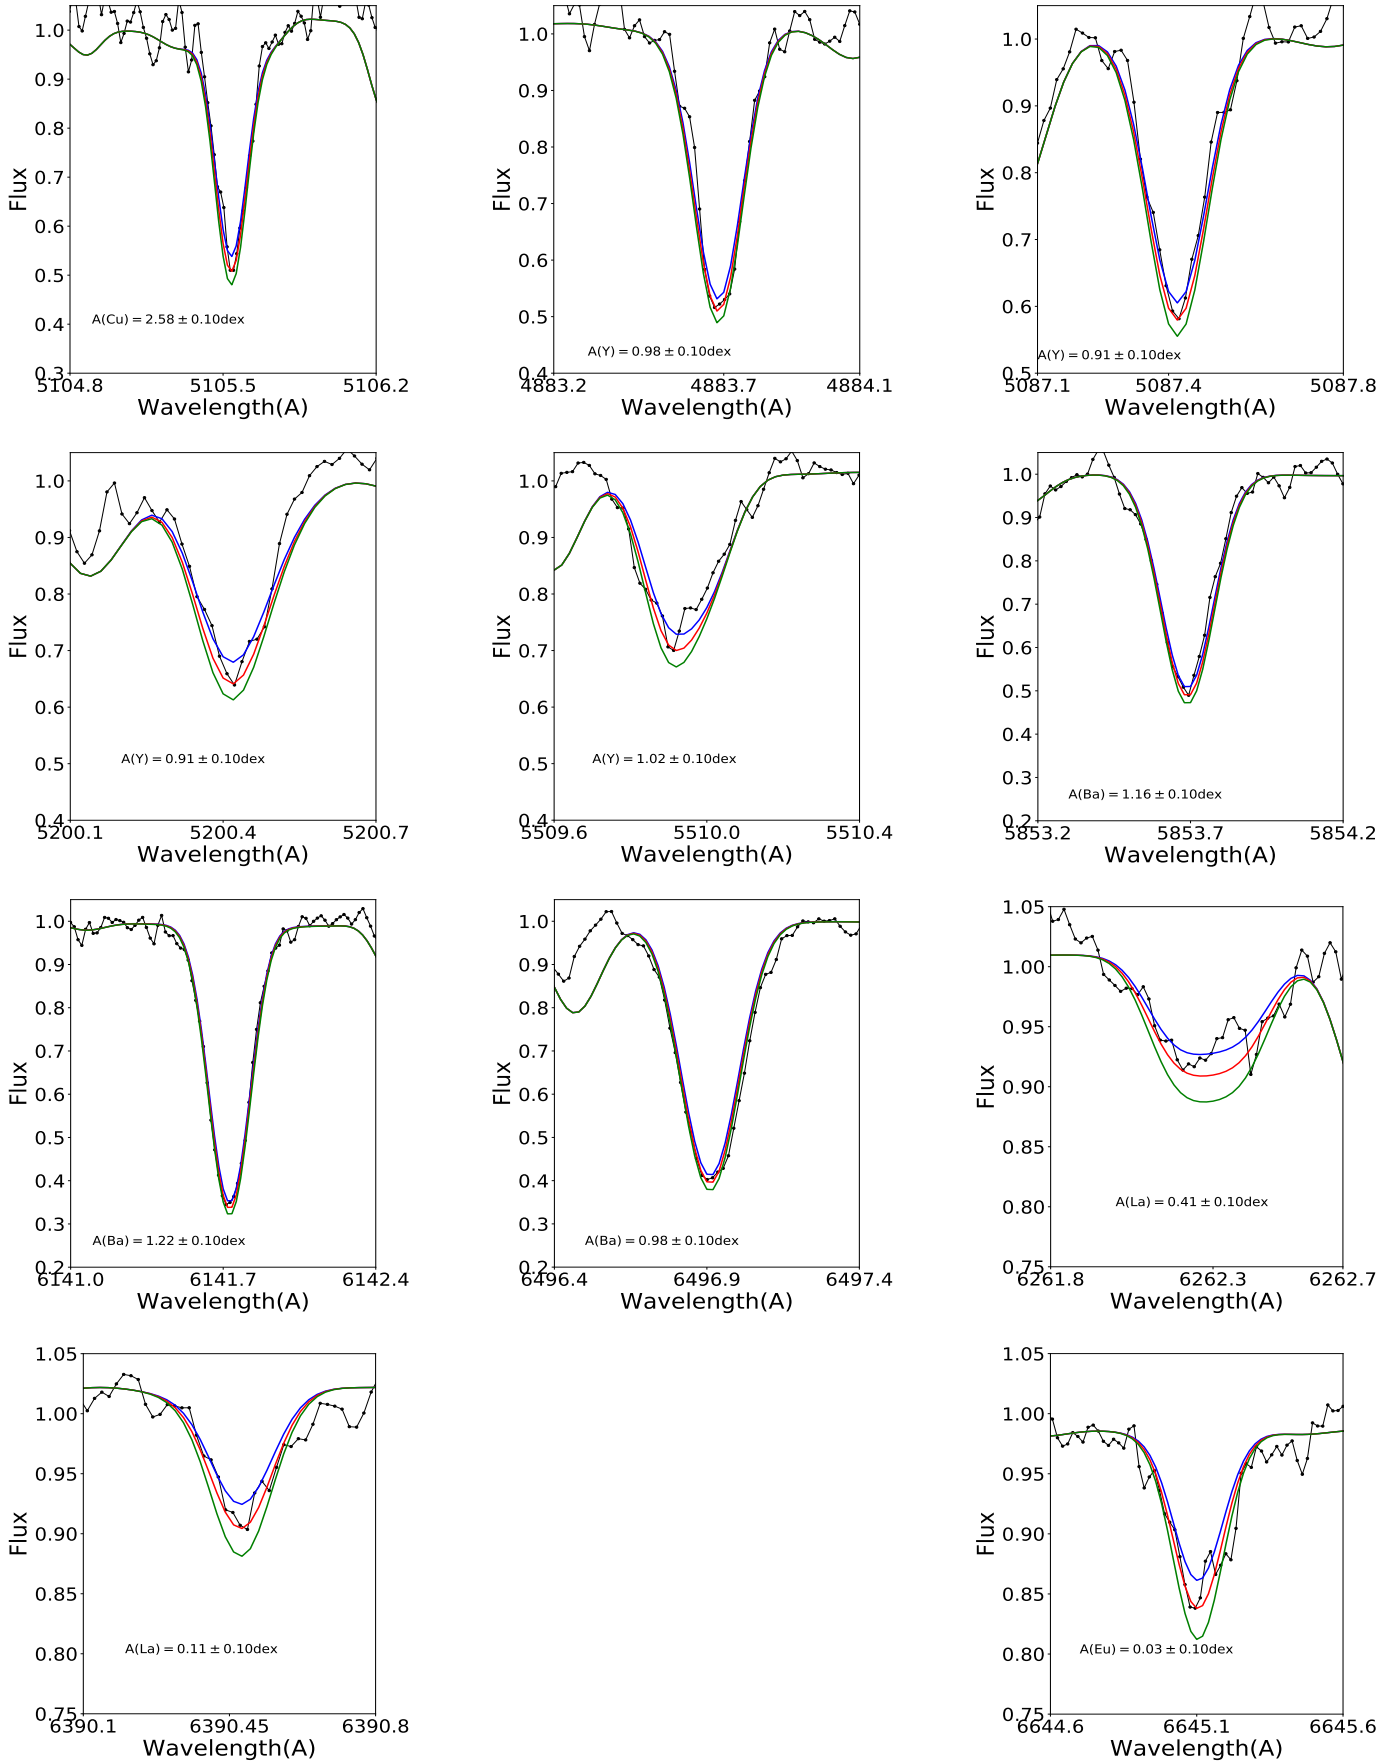 Flux
1.0
0.9
0.8
0.7
0.6
0.5
0.4
0.3
A(Cu) = 2.58 ± 0.10dex
5104.8 5105.5 5106.2
Wavelength(A)
Flux
1.0
0.9
0.8
0.7
0.6
0.5
0.4
A(Y) = 0.98 ± 0.10dex
4883.2 4883.7 4884.1
Wavelength(A)
Flux
1.0
0.9
0.8
0.7
0.6
0.5
A(Y) = 0.91 ± 0.10dex
5087.1 5087.4 5087.8
Wavelength(A)
Flux
1.0
0.9
0.8
0.7
0.6
0.5
0.4
A(Y) = 0.91 ± 0.10dex
5200.1 5200.4 5200.7
Wavelength(A)
Flux
1.0
0.9
0.8
0.7
0.6
0.5
0.4
A(Y) = 1.02 ± 0.10dex
5509.6 5510.0 5510.4
Wavelength(A)
Flux
1.0
0.9
0.8
0.7
0.6
0.5
0.4
0.3
0.2
A(Ba) = 1.16 ± 0.10dex
5853.2 5853.7 5854.2
Wavelength(A)
Flux
1.0
0.9
0.8
0.7
0.6
0.5
0.4
0.3
0.2
A(Ba) = 1.22 ± 0.10dex
6141.0 6141.7 6142.4
Wavelength(A)
Flux
1.0
0.9
0.8
0.7
0.6
0.5
0.4
0.3
0.2
A(Ba) = 0.98 ± 0.10dex
6496.4 6496.9 6497.4
Wavelength(A)
Flux
1.05
1.00
0.95
0.90
0.85
0.80
0.75
A(La) = 0.41 ± 0.10dex
6261.8 6262.3 6262.7
Wavelength(A)
Flux
1.05
1.00
0.95
0.90
0.85
0.80
0.75
A(La) = 0.11 ± 0.10dex
6390.1 6390.45 6390.8
Wavelength(A)
Flux
1.05
1.00
0.95
0.90
0.85
0.80
0.75
A(Eu) = 0.03 ± 0.10dex
6644.6 6645.1 6645.6
Wavelength(A)